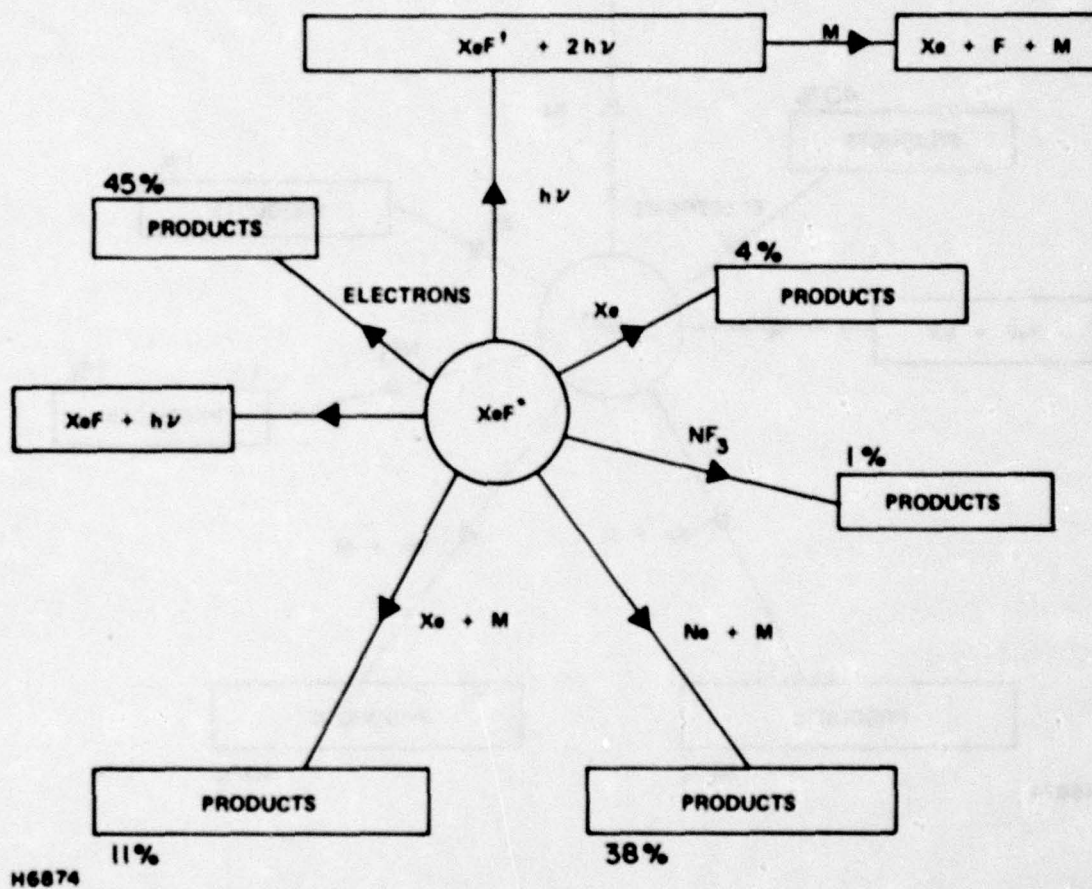 XeF† + 2hν
M
Xe + F + M
45%
PRODUCTS
hν
4%
PRODUCTS
ELECTRONS
Xe
XeF + hν
XeF*
NF3
1%
PRODUCTS
Xe + M
Ne + M
PRODUCTS
PRODUCTS
11%
38%
H6874